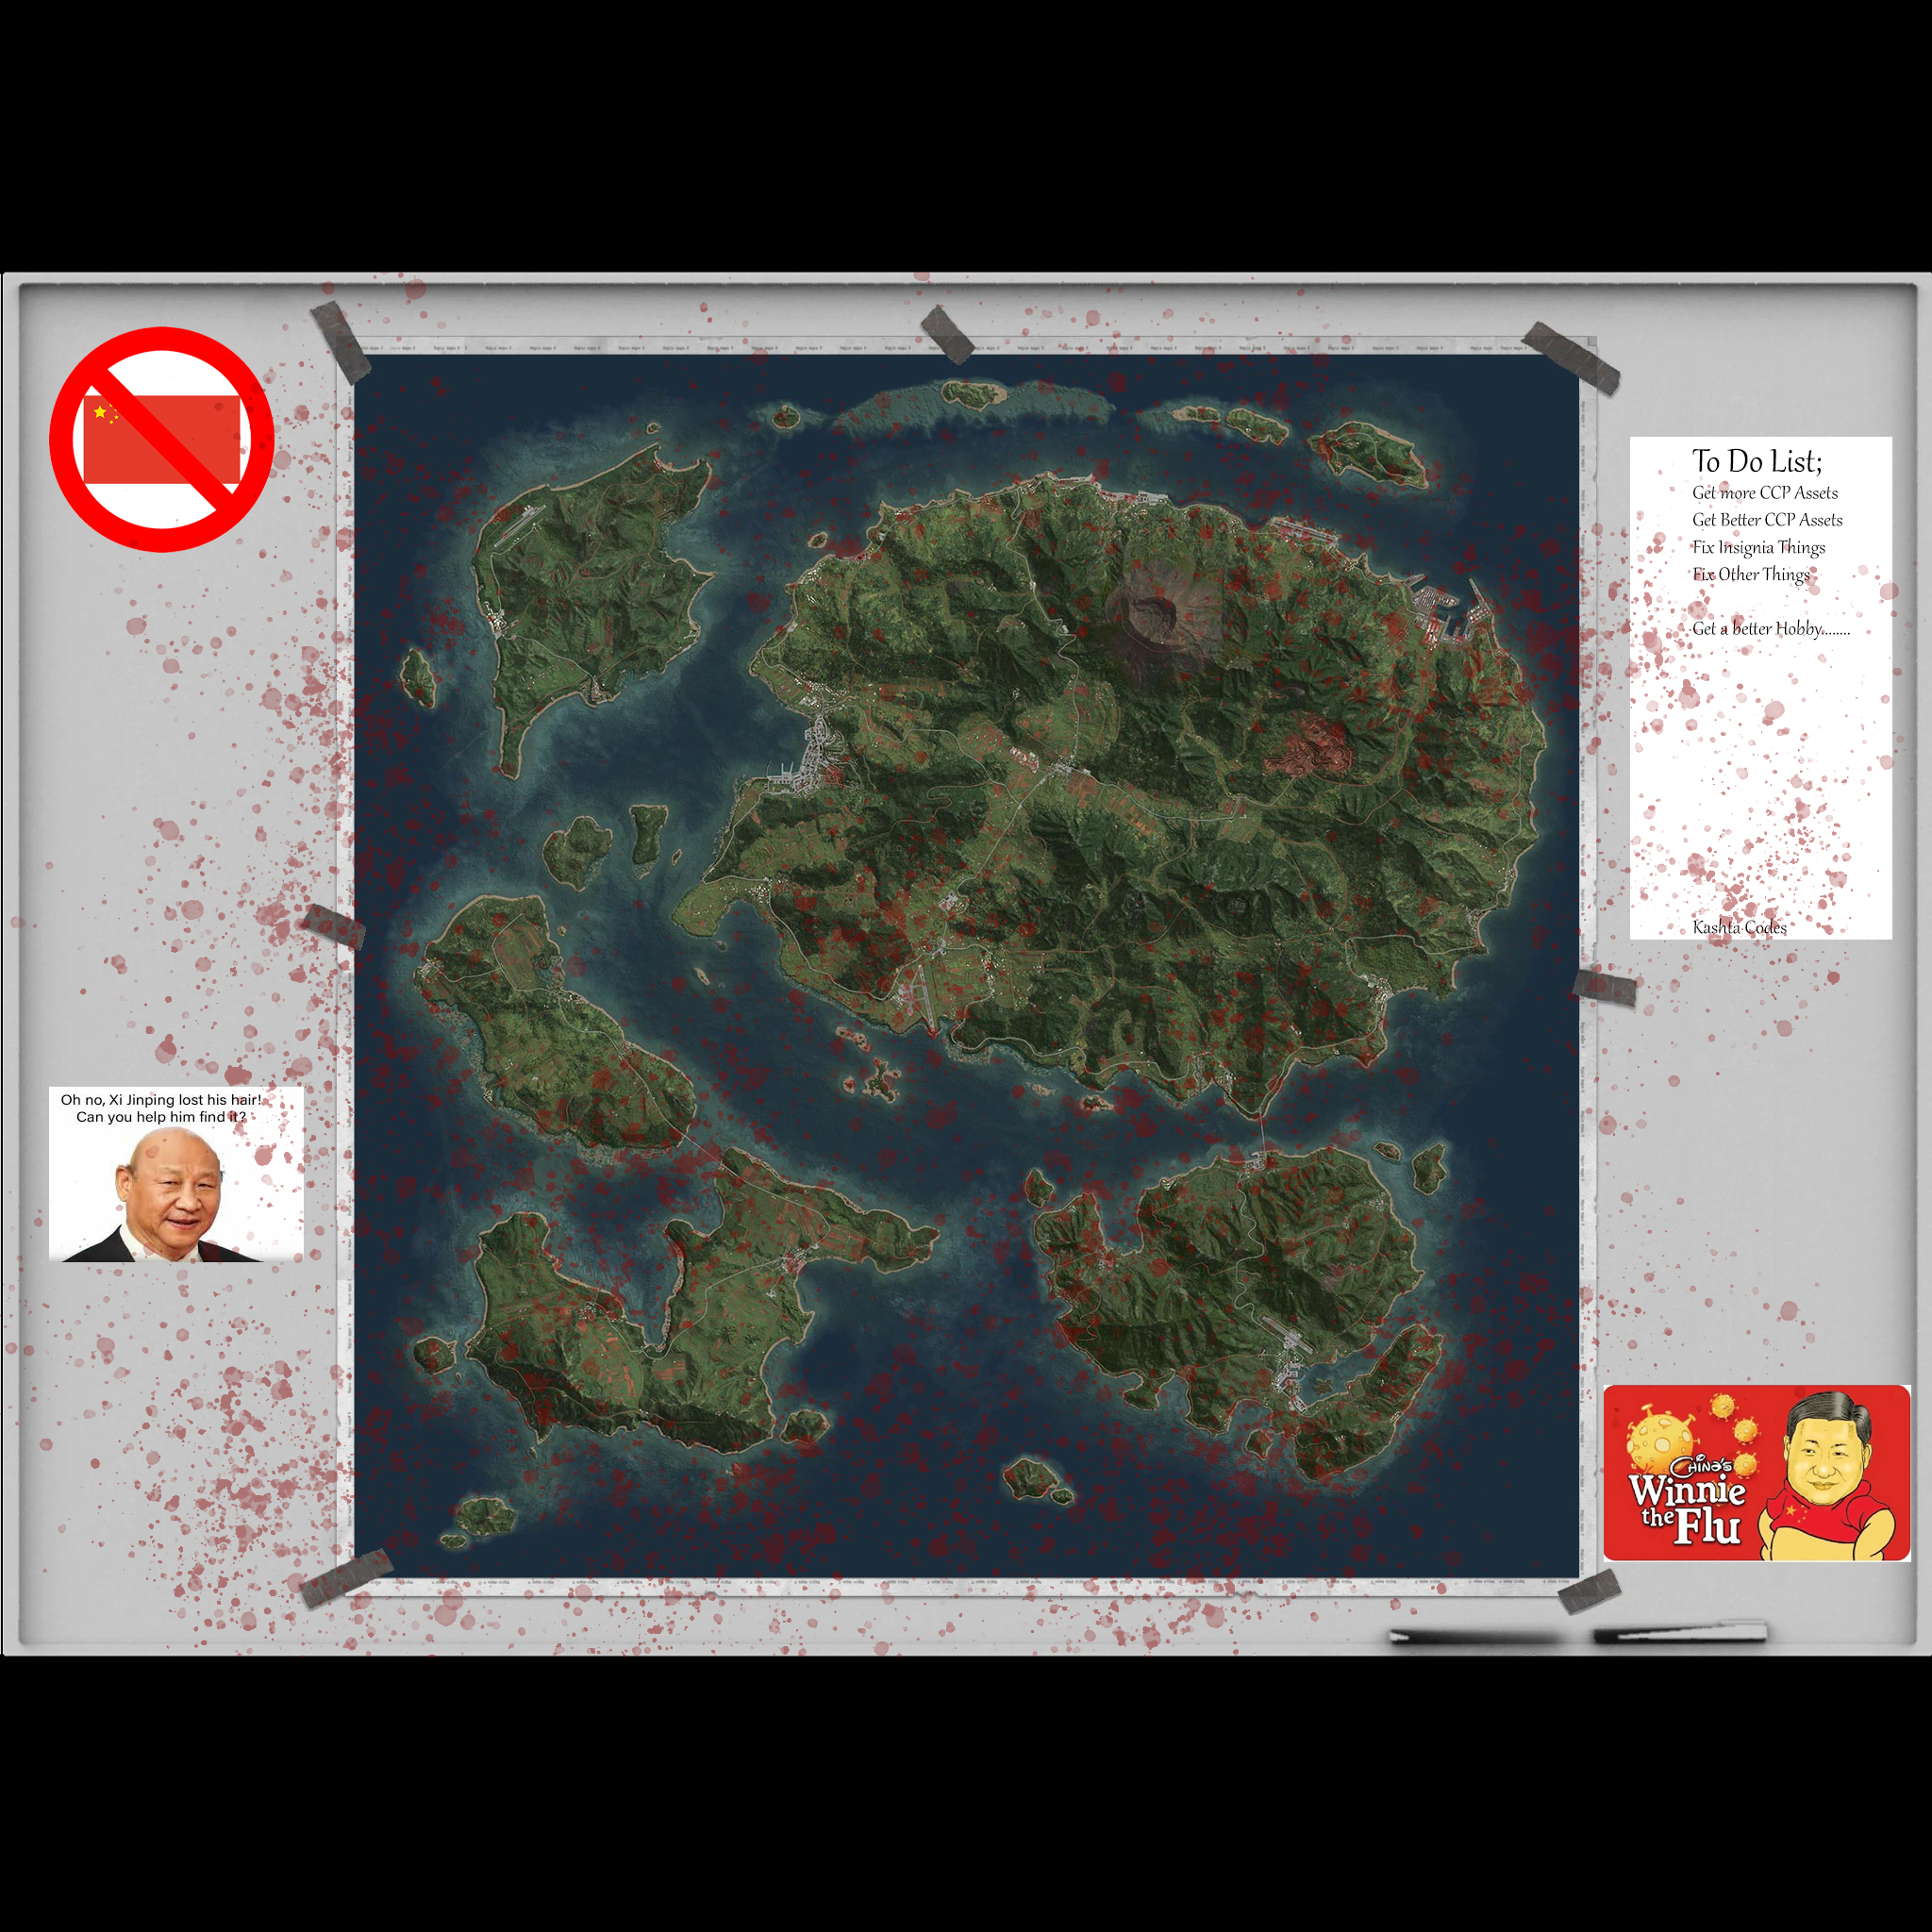 To Do List;
Get more CCP Assets
Get Better CCP Assets
Fix Insignia Things
Fix Other Things
Get a better Hobby.......
Kashta Codes
Oh no, Xi Jinping lost his hair!
Can you help him find it?
CHINA'S
Winnie
the Flu